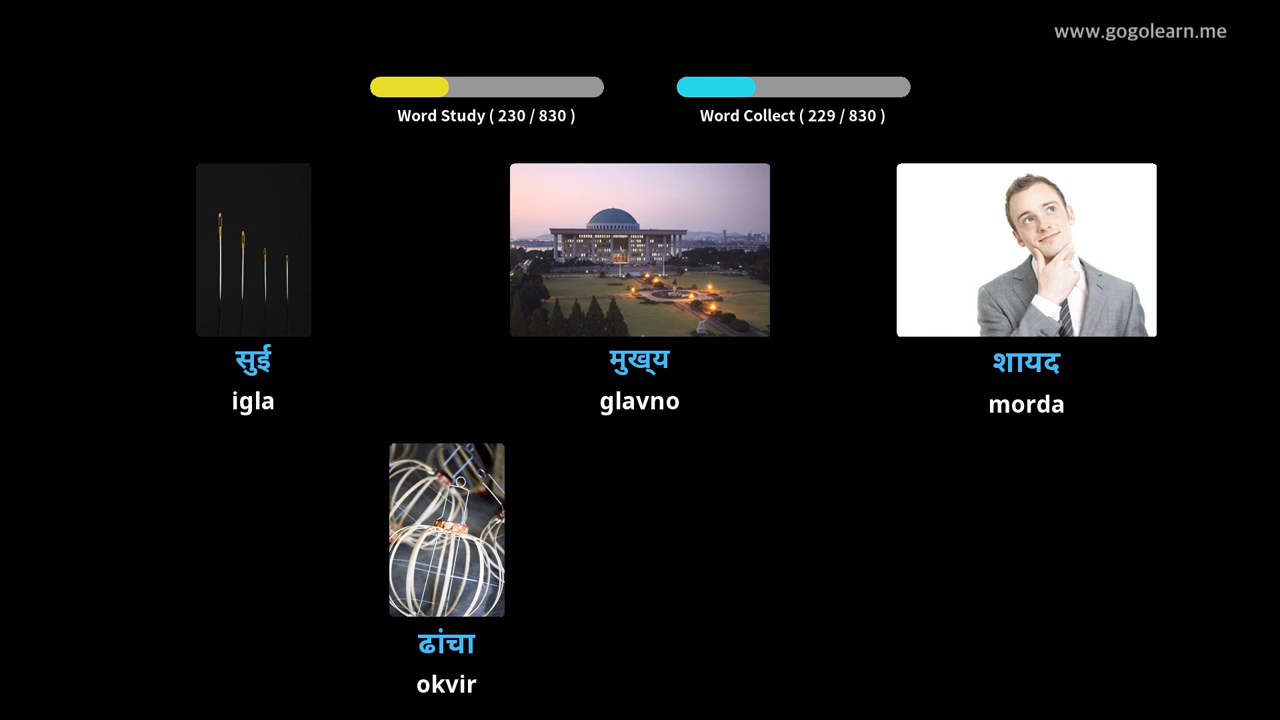 www.gogolearn.me
Word Study ( 230 / 830 )
Word Collect ( 229 / 830 )
सुई
igla
मुख्‌य
glavno
शायद
morda
ढांचा
okvir